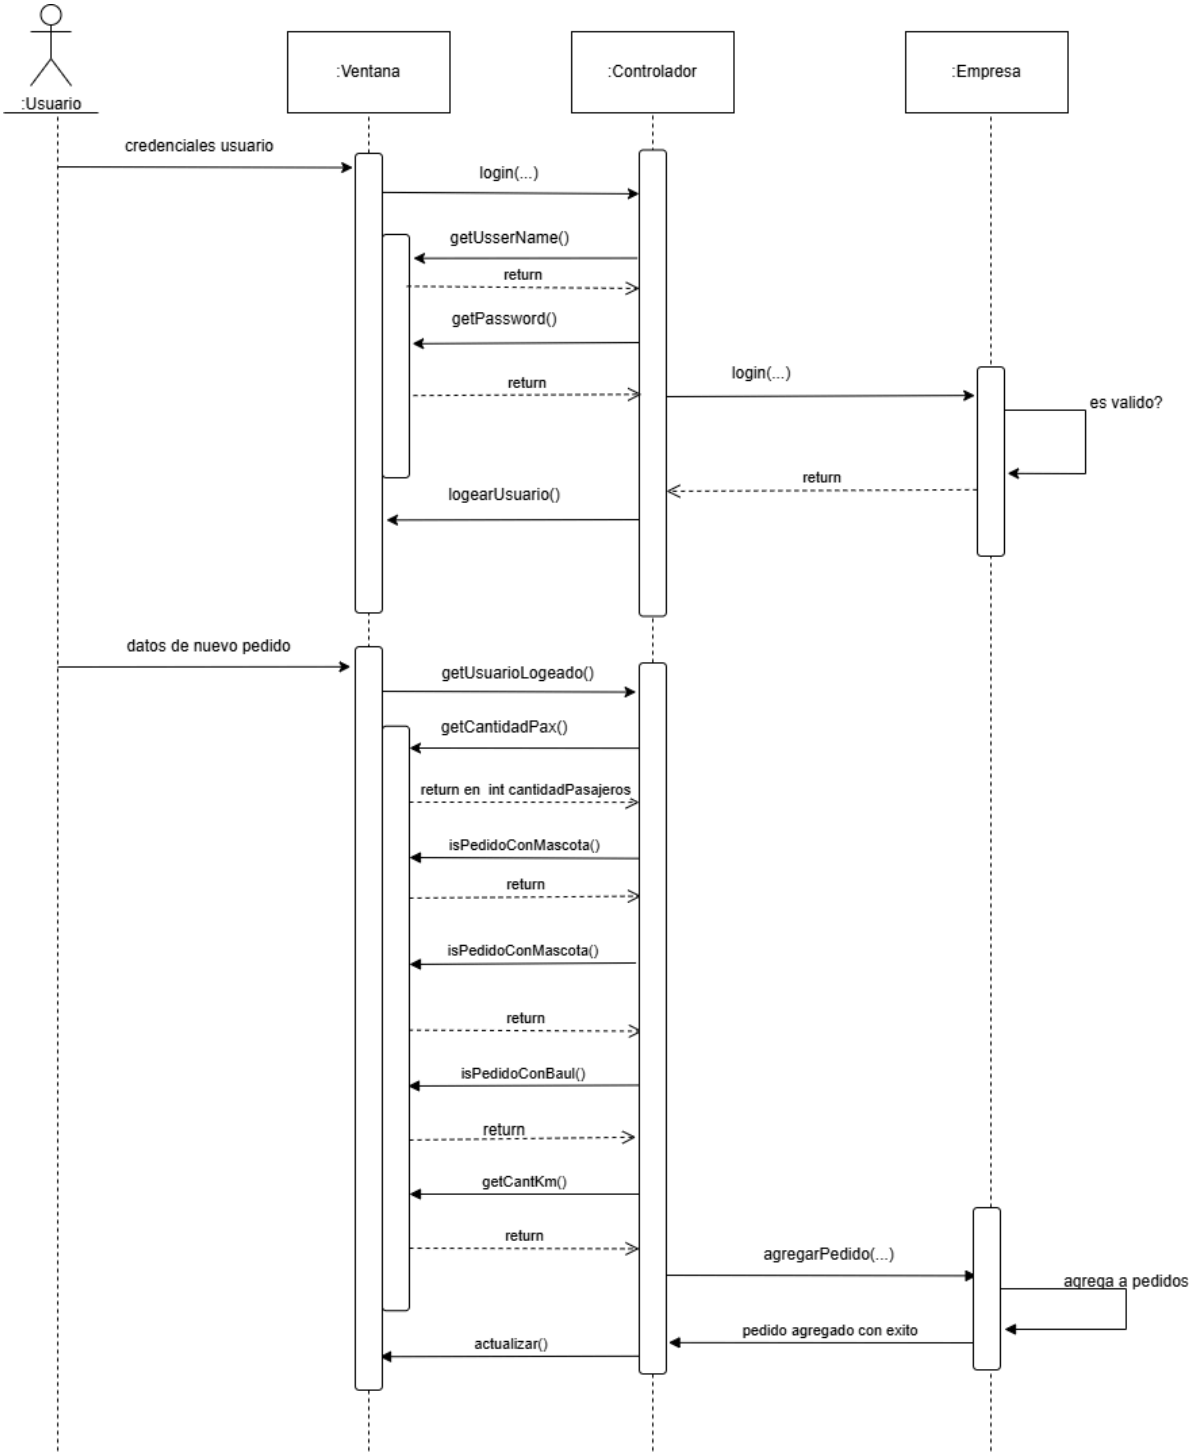 :Usuario
:Ventana
:Controlador
:Empresa
credenciales usuario
login(...)
getUsserName()
return
getPassword()
return
login(...)
es valido?
return
logearUsuario()
datos de nuevo pedido
getUsuarioLogeado()
getCantidadPax()
return en int cantidadPasajeros
isPedidoConMascota()
return
isPedidoConMascota()
return
isPedidoConBaul()
return
getCantKm()
return
agregarPedido(...)
agrega a pedidos
pedido agregado con exito
actualizar()